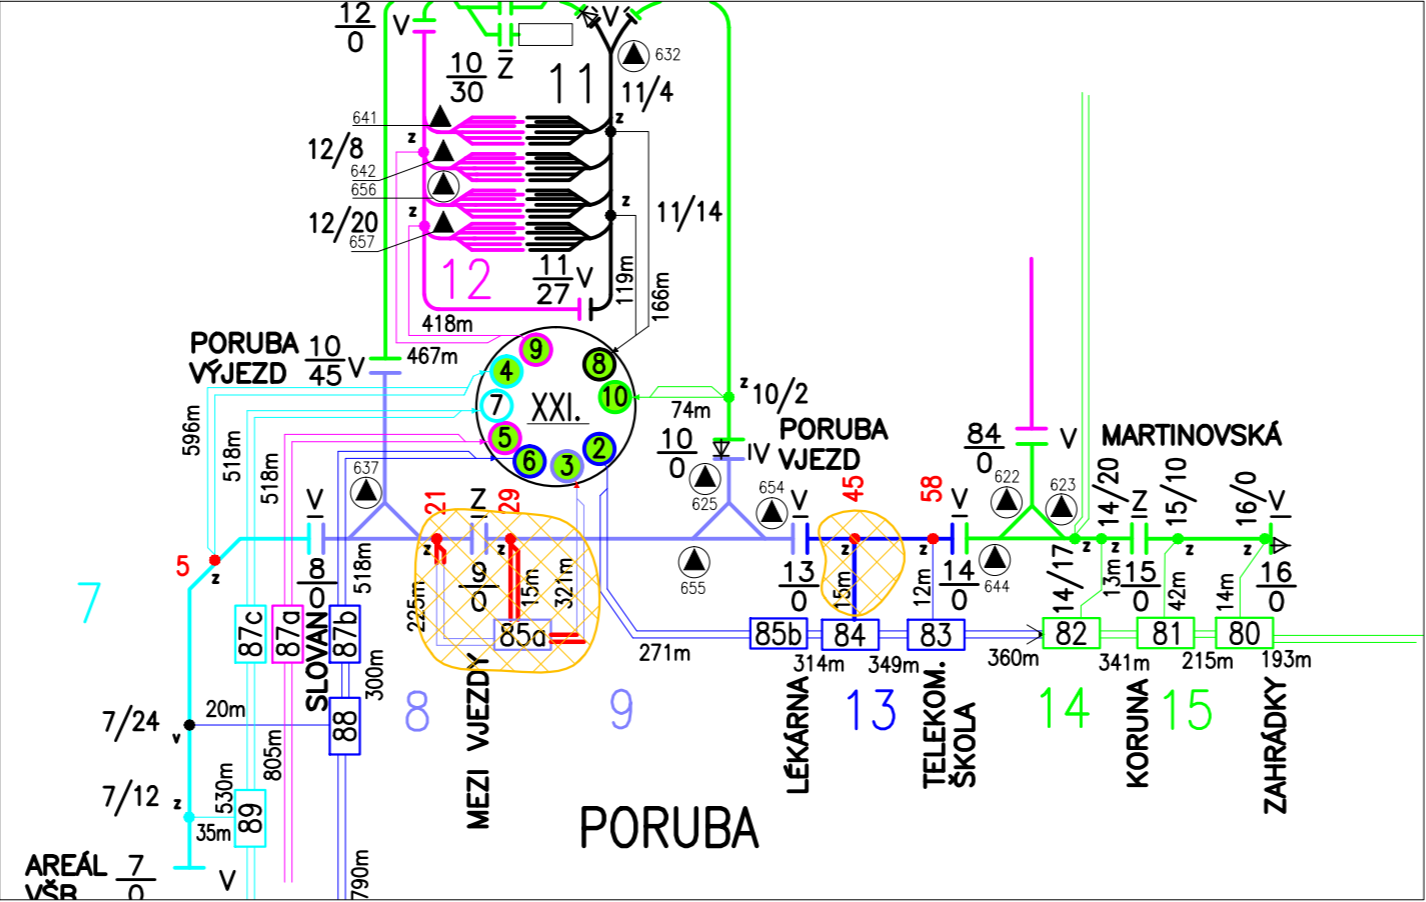 12
0
V
V
632
10
30
Z
11
11/4
641
z
z
12/8
642
656
12/20
657
z
z
11/14
12
11
27
V
119m
166m
418m
PORUBA
VÝJEZD
10
45
V
467m
9
8
4
10
7
XXI.
5
2
6
3
z
10/2
74m
596m
518m
518m
10
0
IV
PORUBA
VJEZD
84
0
V
MARTINOVSKÁ
637
V
21
Z
29
625
654
V
45
58
V
622
623
14/20
Z
15/10
16/0
V
5
z
z
z
z
z
z
z
z
655
644
7
8
0
518m
225m
9
0
15m
321m
13
0
15m
12m
14
0
14/17
13m
15
0
42m
14m
16
0
87c
87a
SLOVAN
87b
85a
85b
84
83
82
81
80
271m
314m
349m
360m
341m
215m
193m
300m
7/24
v
20m
88
8
MEZI VJEZDY
9
LÉKÁRNA
13
TELEKOM.
ŠKOLA
14
KORUNA
15
ZAHRÁDKY
805m
7/12
z
530m
89
35m
PORUBA
AREÁL
VŠB
7
0
V
790m